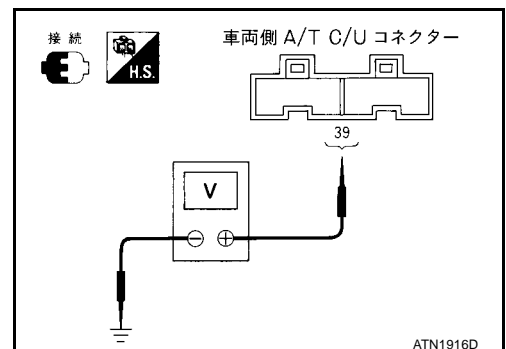 接続
H.S.
車両側 A/T C/U コネクター
39
V
− +
ATN1916D